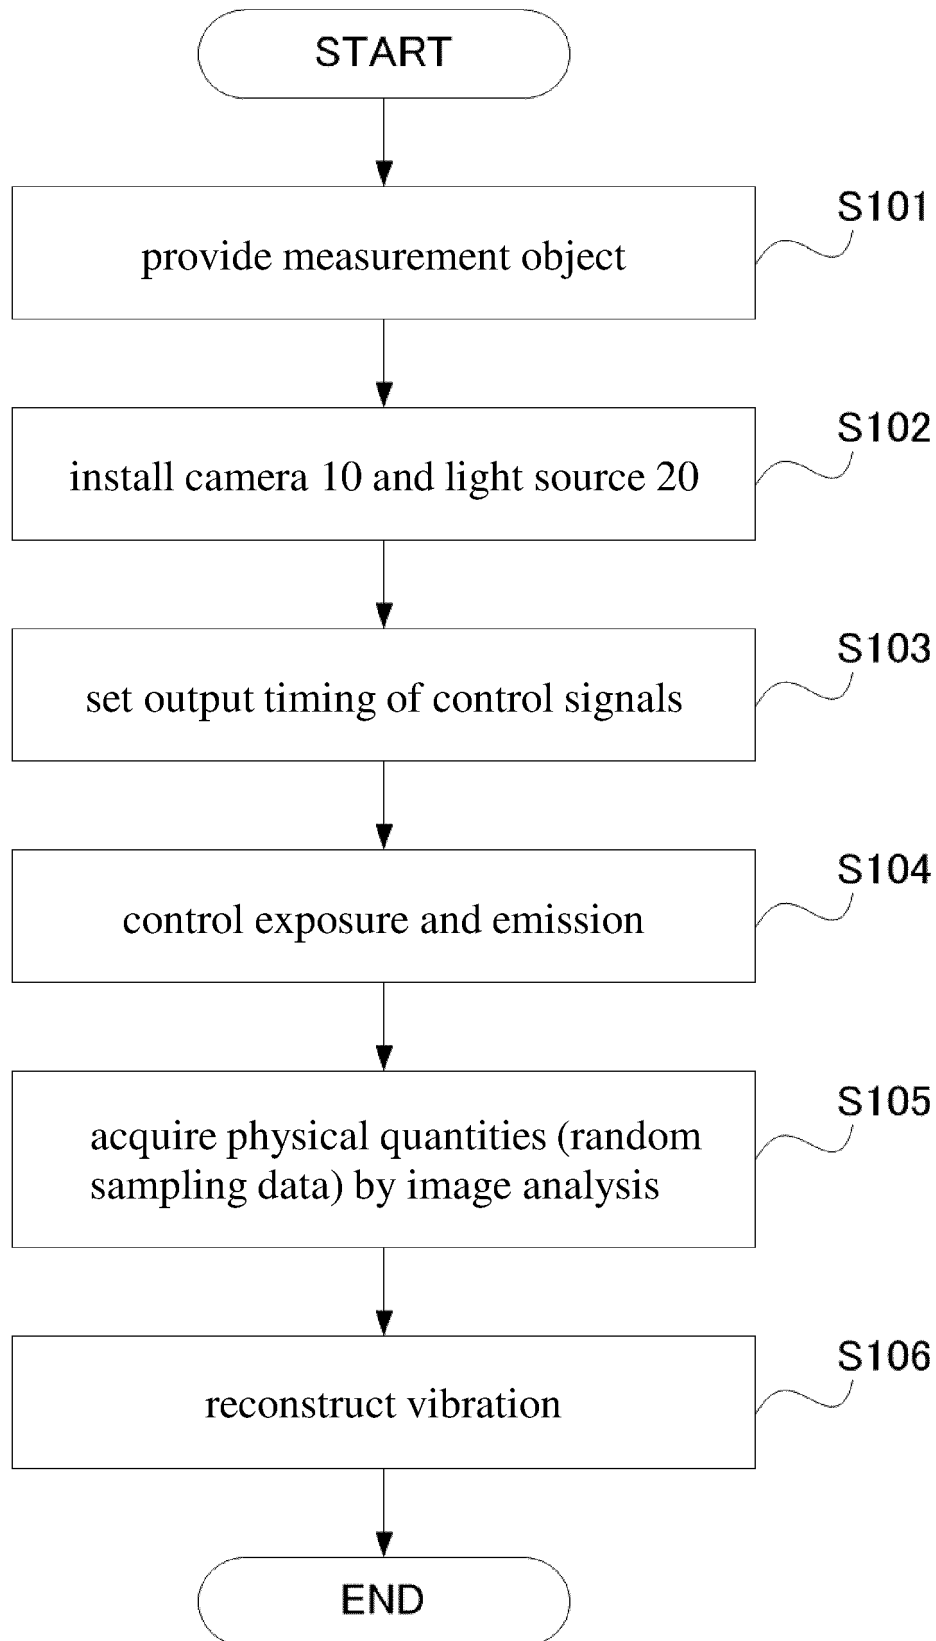 START
S101
provide measurement object
S102
install camera 10 and light source 20
S103
set output timing of control signals
S104
control exposure and emission
S105
acquire physical quantities (random
sampling data) by image analysis
S106
reconstruct vibration
END